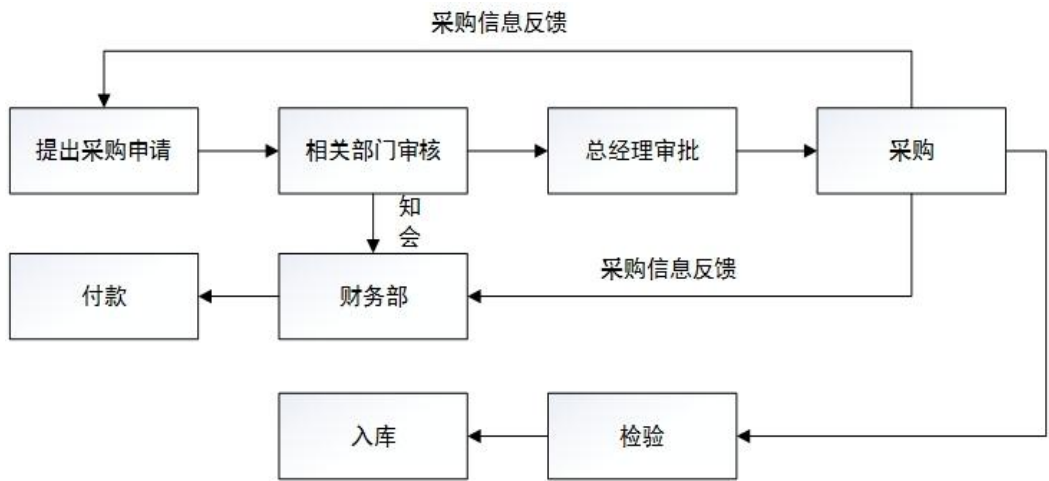 采购信息反馈
提出采购申请
相关部门审核
总经理审批
采购
知
会
采购信息反馈
付款
财务部
入库
检验